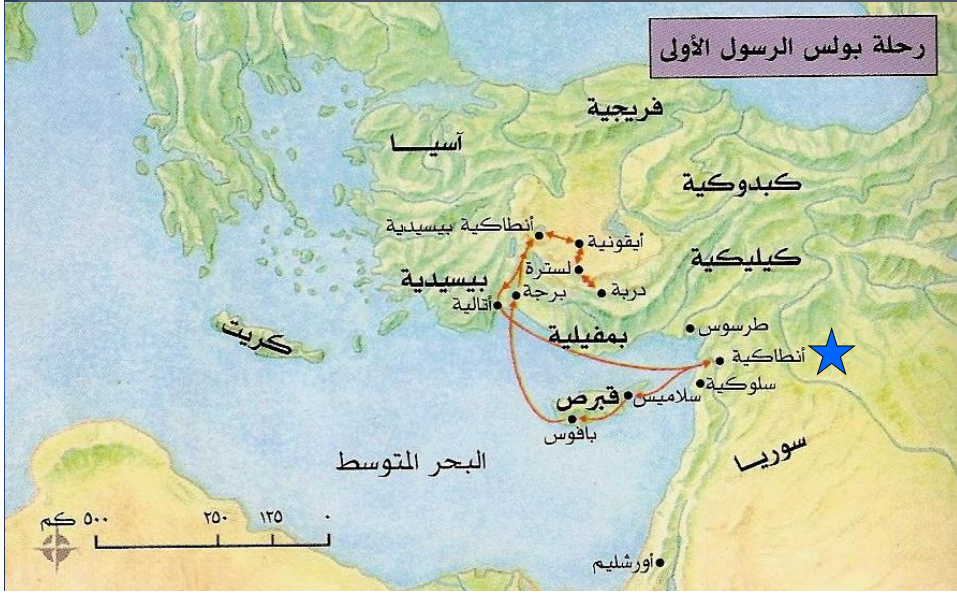 رحلة بولس الرسول الأولى
فريجية
آسيا
كبدوكية
أنطاكية بيسيدية
أيقونية
كيليكية
لسترة
بيسيدية
دربة
برجة
أتالية
طرسوس
بمفيلية
كريت
أنطاكية
سلوكية
سلاميس
قبرص
بافوس
سوريا
البحر المتوسط
٥٠٠ كم ٢٥٠ ١٢٥ ٠
أورشليم